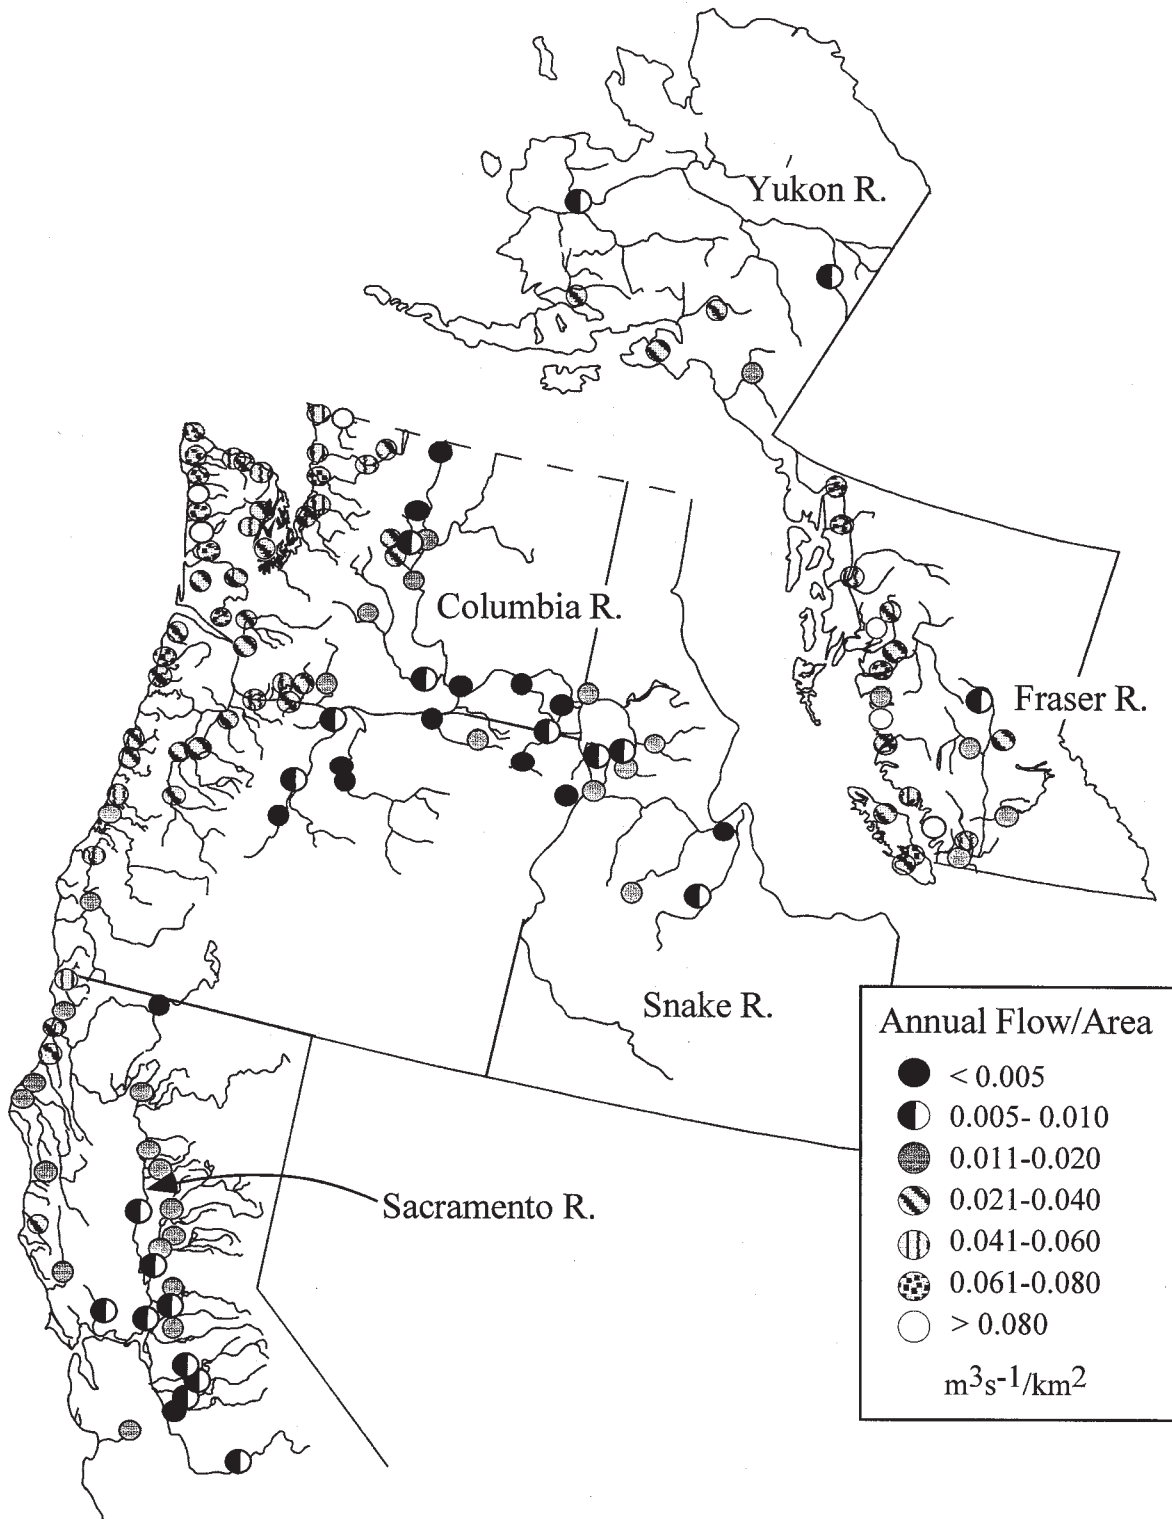 Yukon R.
Columbia R.
Fraser R.
Snake R.
Sacramento R.
Annual Flow/Area
< 0.005
0.005- 0.010
0.011-0.020
0.021-0.040
0.041-0.060
0.061-0.080
> 0.080
m3s-1/km2